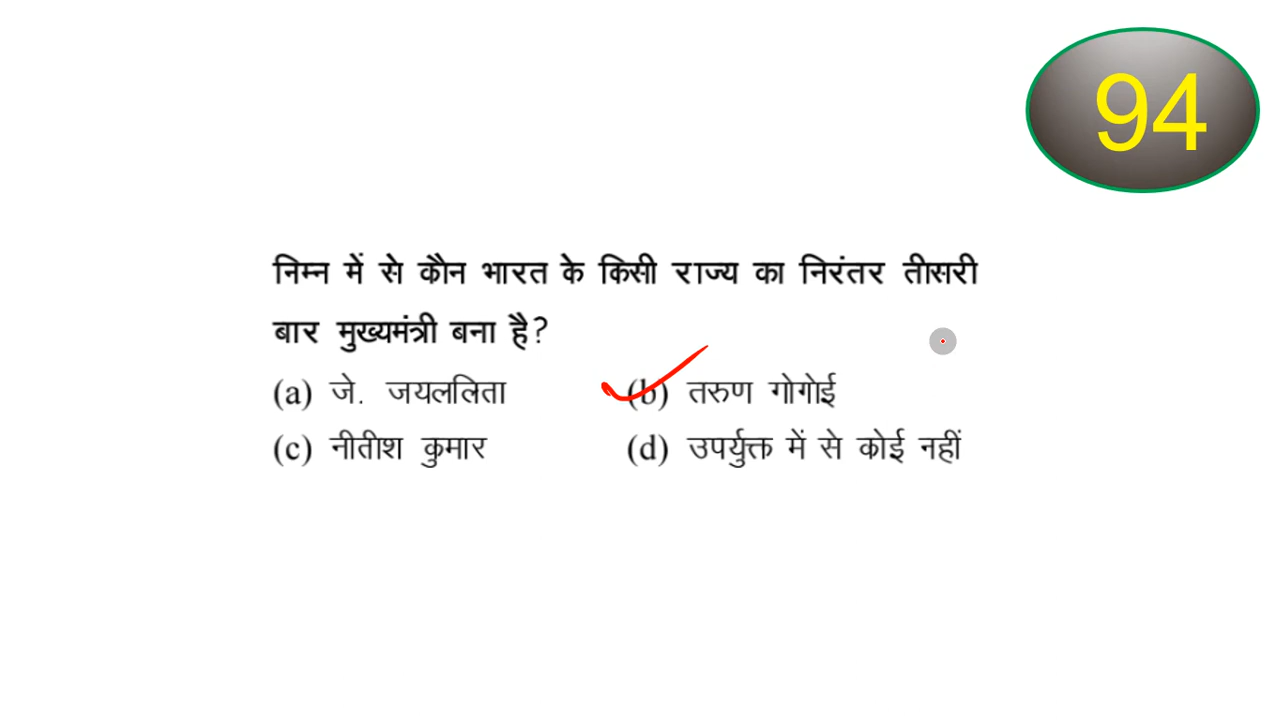 94
निम्न में से कौन भारत के किसी राज्य का निरंतर तीसरी
बार मुख्यमंत्री बना है?
(a) जे. जयललिता (b) तरुण गोगोई
(c) नीतीश कुमार (d) उपर्युक्त में से कोई नहीं